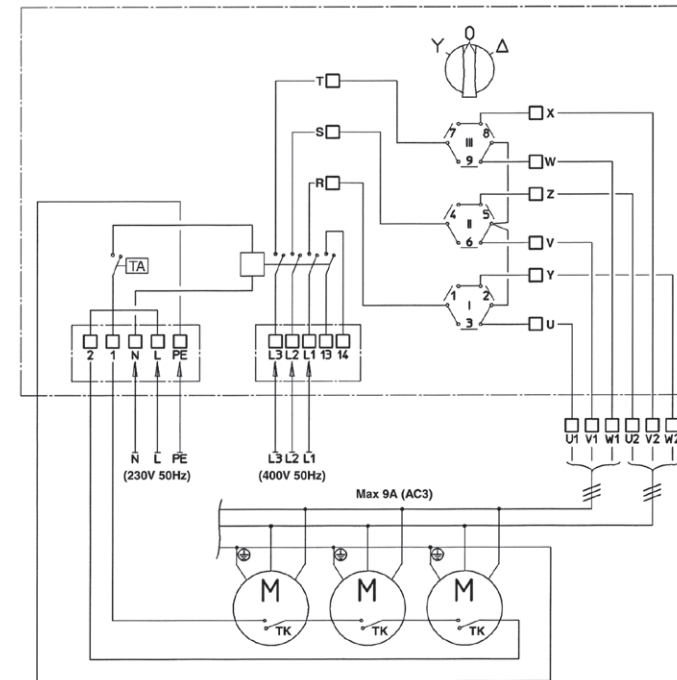 Y O Δ
T
S
R
7 8
III
9
4 5
II
6
1 2
I
3
X
W
Z
V
Y
U
TA
2 1 N L PE
L3 L2 L1 13 14
N L PE
(230V 50Hz)
L3 L2 L1
(400V 50Hz)
U1 V1 W1 U2 V2 W2
Max 9A (AC3)
M M M
TK TK TK